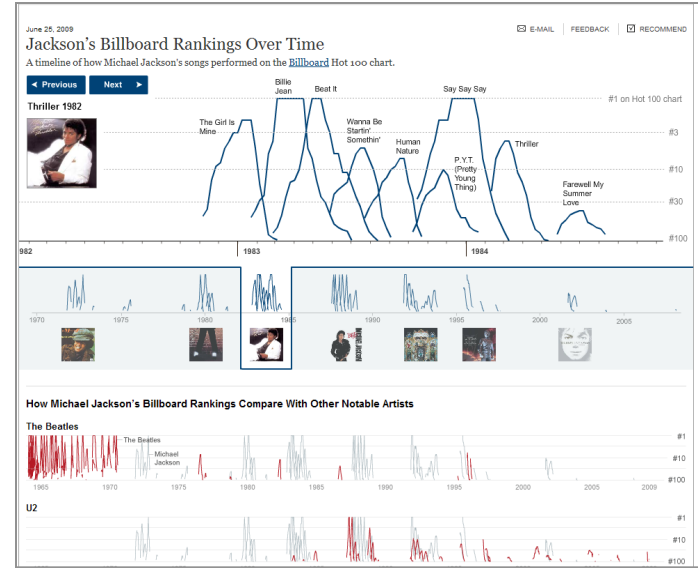 June 25, 2009
E-MAIL
FEEDBACK
RECOMMEND
Jackson's Billboard Rankings Over Time
A timeline of how Michael Jackson's songs performed on the Billboard Hot 100 chart.
Previous
Next
Thriller 1982
The Girl Is
Mine
Billie
Jean
Beat It
Wanna Be
Startin'
Somethin'
Human
Nature
Say Say Say
P.Y.T.
(Pretty
Young
Thing)
Thriller
Farewell My
Summer
Love
#1 on Hot 100 chart
#3
#10
#30
#100
982
1983
1984
1970
1975
1980
1985
1990
1995
2000
2005
How Michael Jackson's Billboard Rankings Compare With Other Notable Artists
The Beatles
The Beatles
Michael
Jackson
#1
#10
#100
1965
1970
1975
1980
1985
1990
1995
2000
2005
2009
U2
#1
#10
#100